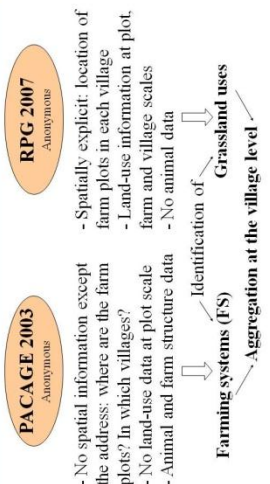 PACAGE 2003
Anonymous
- No spatial information except
the address: where are the farm
plots? In which villages?
- No land-use data at plot scale
- Animal and farm structure data
RPG 2007
Anonymous
- Spatially explicit: location of
farm plots in each village
- Land-use information at plot,
farm and village scales
- No animal data
Identification of
Farming systems (FS)
Grassland uses
Aggregation at the village level